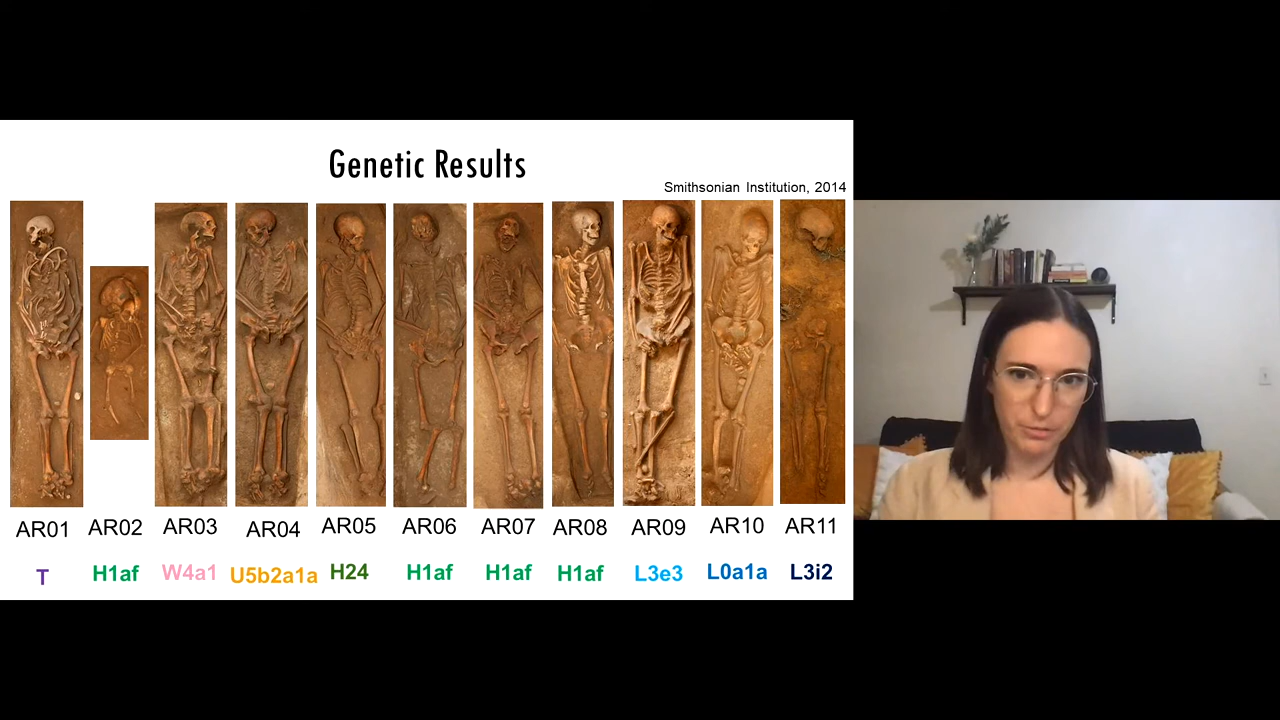 Genetic Results
Smithsonian Institution, 2014
AR01 AR02 AR03 AR04 AR05 AR06 AR07 AR08 AR09 AR10 AR11
T H1af W4a1 U5b2a1a H24 H1af H1af H1af L3e3 L0a1a L3i2